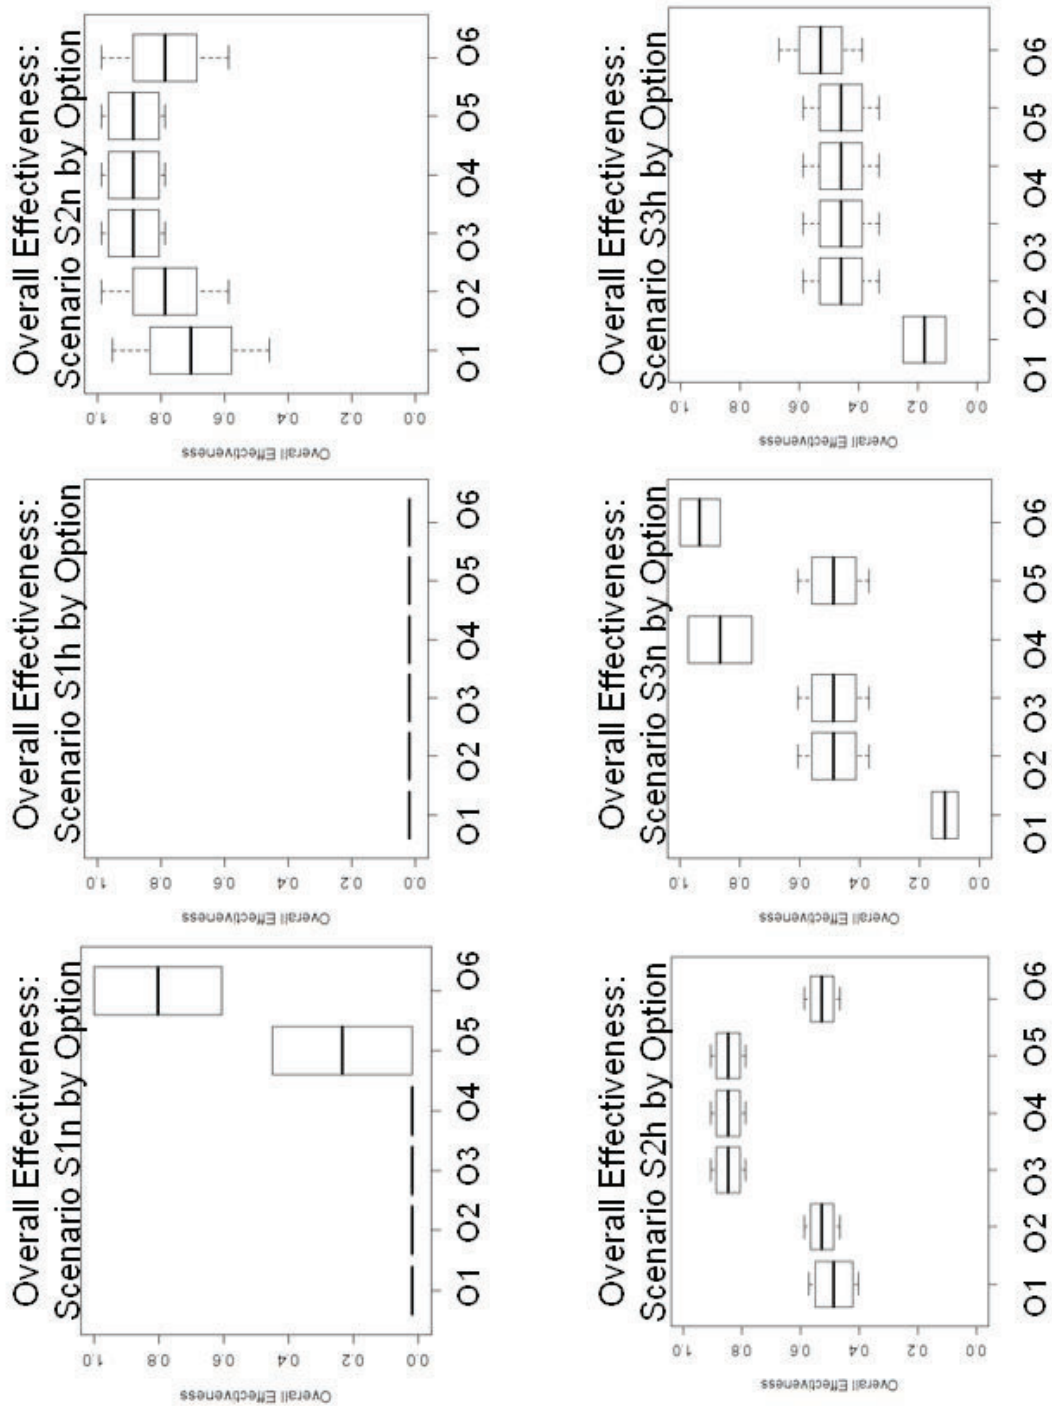 Overall Effectiveness:
Scenario S1n by Option
Overall Effectiveness
1.0
0.8
0.6
0.4
0.2
0.0
O1 O2 O3 O4 O5 O6
Overall Effectiveness:
Scenario S1h by Option
Overall Effectiveness
1.0
0.8
0.6
0.4
0.2
0.0
O1 O2 O3 O4 O5 O6
Overall Effectiveness:
Scenario S2n by Option
Overall Effectiveness
1.0
0.8
0.6
0.4
0.2
0.0
O1 O2 O3 O4 O5 O6
Overall Effectiveness:
Scenario S2h by Option
Overall Effectiveness
1.0
0.8
0.6
0.4
0.2
0.0
O1 O2 O3 O4 O5 O6
Overall Effectiveness:
Scenario S3n by Option
Overall Effectiveness
1.0
0.8
0.6
0.4
0.2
0.0
O1 O2 O3 O4 O5 O6
Overall Effectiveness:
Scenario S3h by Option
Overall Effectiveness
1.0
0.8
0.6
0.4
0.2
0.0
O1 O2 O3 O4 O5 O6